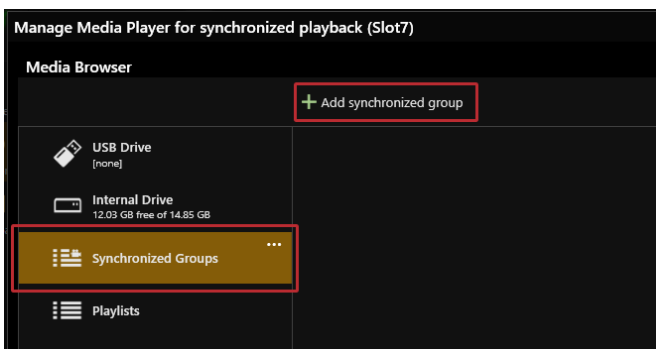 Manage Media Player for synchronized playback (Slot7)
Media Browser
Add synchronized group
USB Drive
[none]
Internal Drive
12.03 GB free of 14.85 GB
Synchronized Groups
Playlists